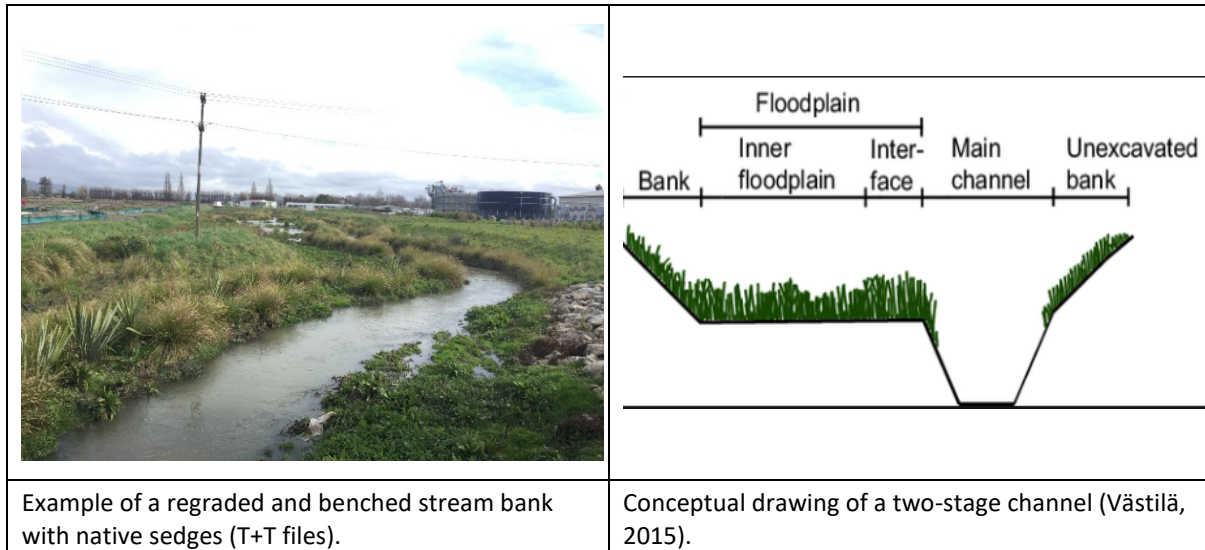 Floodplain
Inner
floodplain
Inter-
face
Main
channel
Unexcavated
bank
Bank
Example of a regraded and benched stream bank
with native sedges (T+T files).
Conceptual drawing of a two-stage channel (Västilä,
2015).